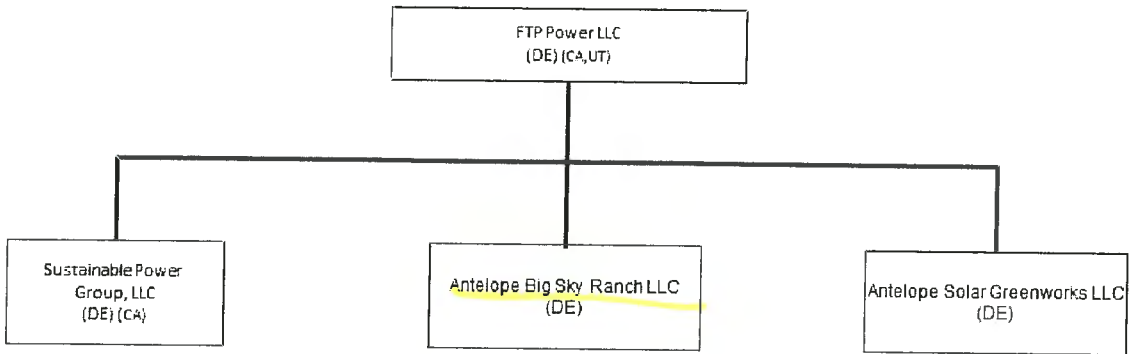 FTP Power LLC
(DE) (CA,UT)
Sustainable Power
Group, LLC
(DE) (CA)
Antelope Big Sky Ranch LLC
(DE)
Antelope Solar Greenworks LLC
(DE)